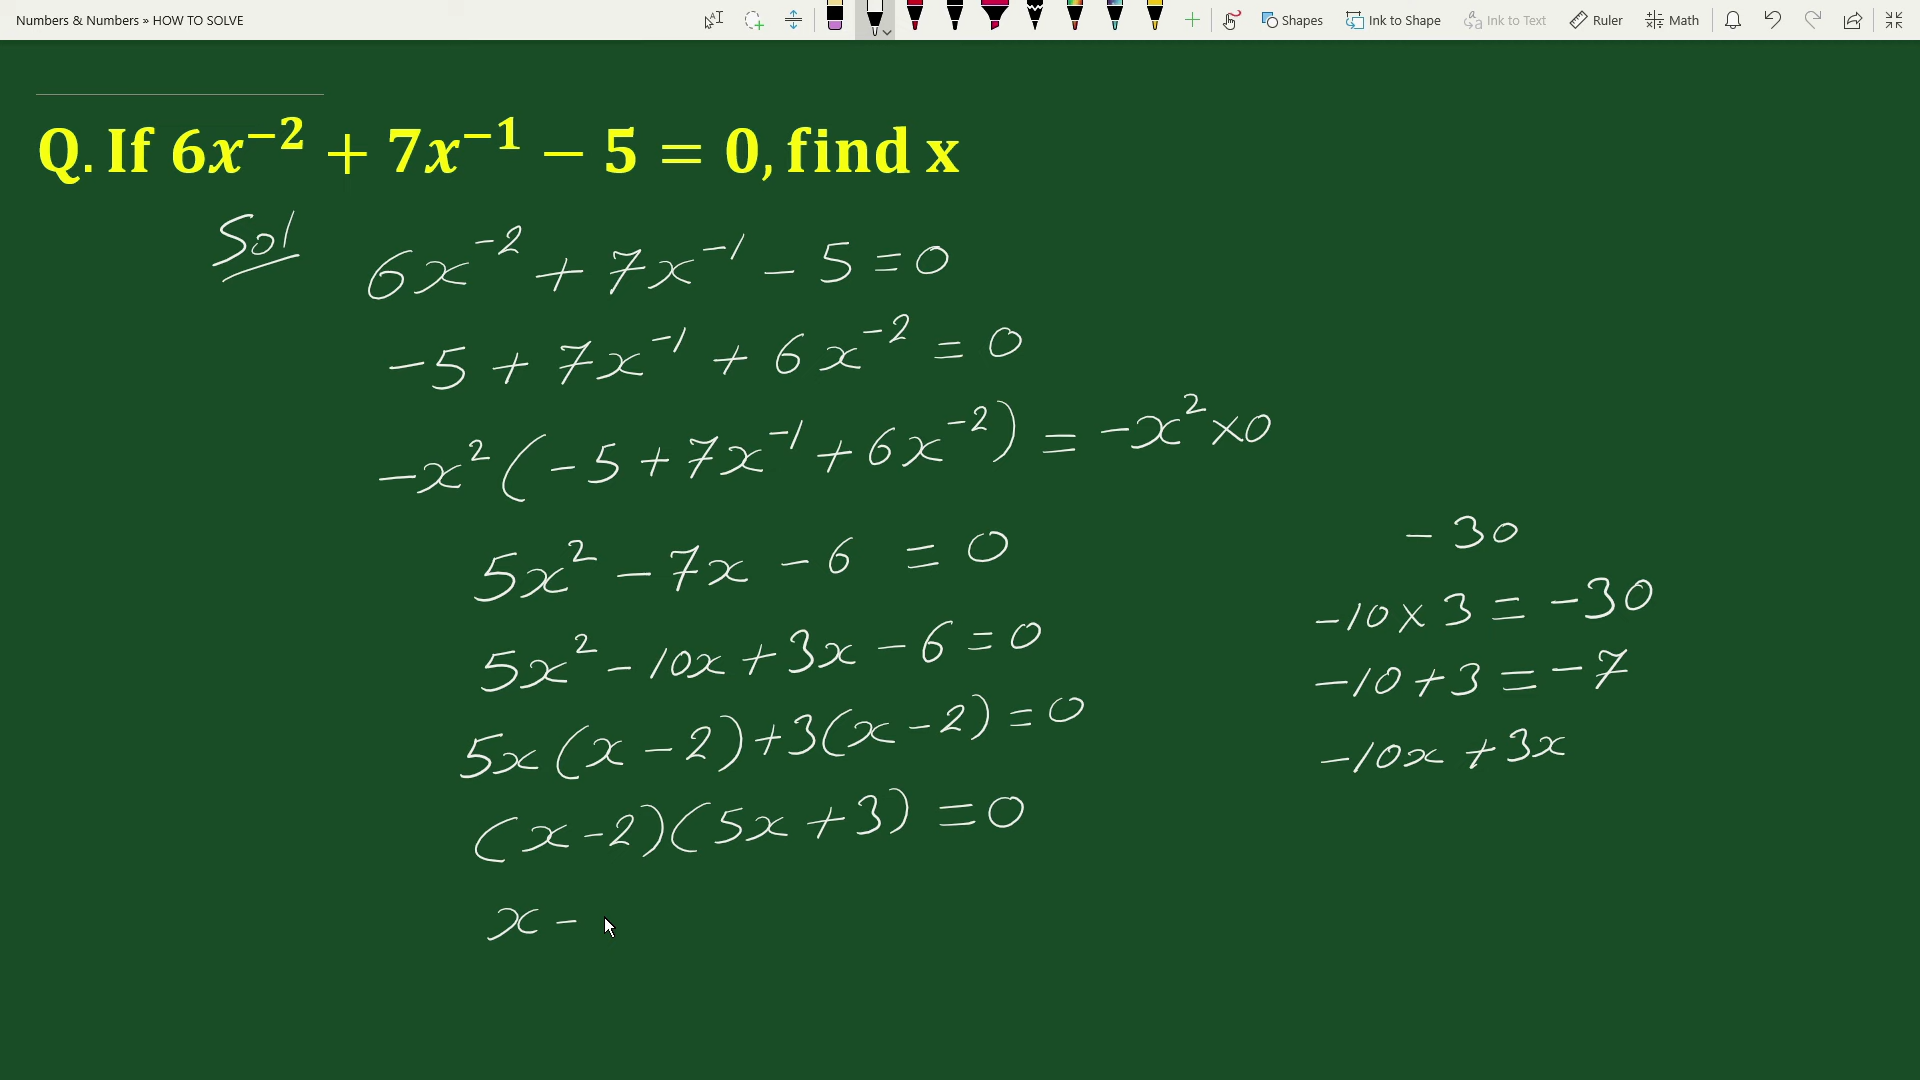 Numbers & Numbers » HOW TO SOLVE
Shapes Ink to Shape Ink to Text Ruler Math
Q. If 6x⁻² + 7x⁻¹ − 5 = 0, find x
Sol
6x⁻² + 7x⁻¹ − 5 = 0
−5 + 7x⁻¹ + 6x⁻² = 0
−x²(−5 + 7x⁻¹ + 6x⁻²) = −x² × 0
5x² − 7x − 6 = 0
5x² − 10x + 3x − 6 = 0
5x(x − 2) + 3(x − 2) = 0
(x − 2)(5x + 3) = 0
x −
−30
−10 × 3 = −30
−10 + 3 = −7
−10x + 3x